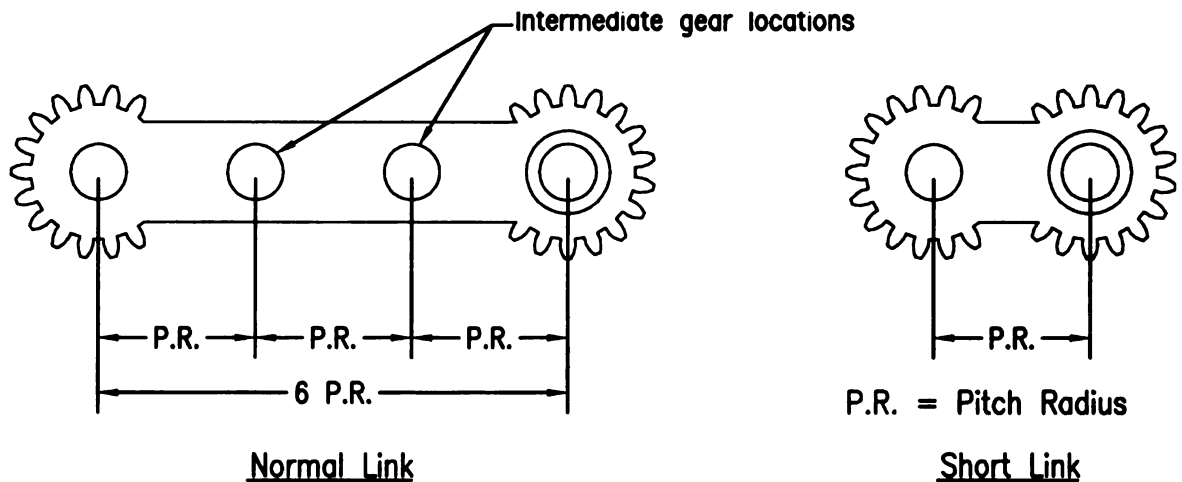 Intermediate gear locations
P.R. P.R. P.R.
6 P.R.
P.R.
P.R. = Pitch Radius
Normal Link
Short Link